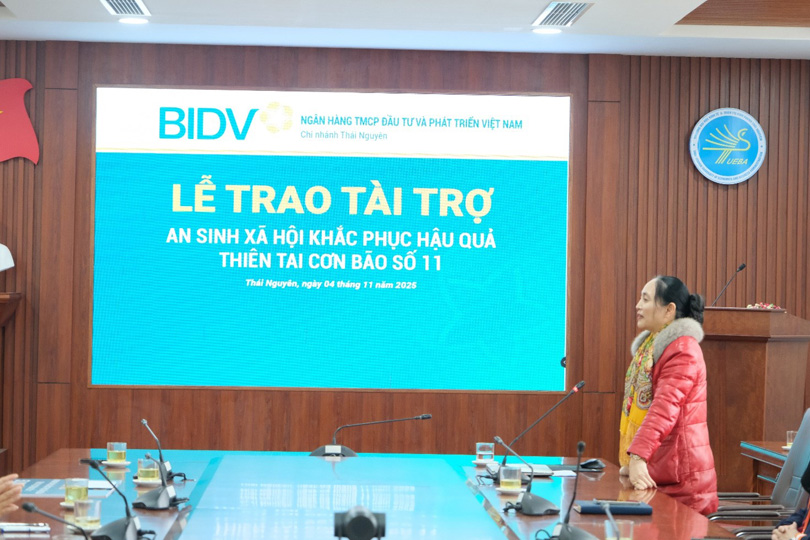 BIDV
NGÂN HÀNG TMCP ĐẦU TƯ VÀ PHÁT TRIỂN VIỆT NAM
Chi nhánh Thái Nguyên
LỄ TRAO TÀI TRỢ
AN SINH XÃ HỘI KHẮC PHỤC HẬU QUẢ
THIÊN TAI CƠN BÃO SỐ 11
Thái Nguyên, ngày 04 tháng 11 năm 2025
TUEBA